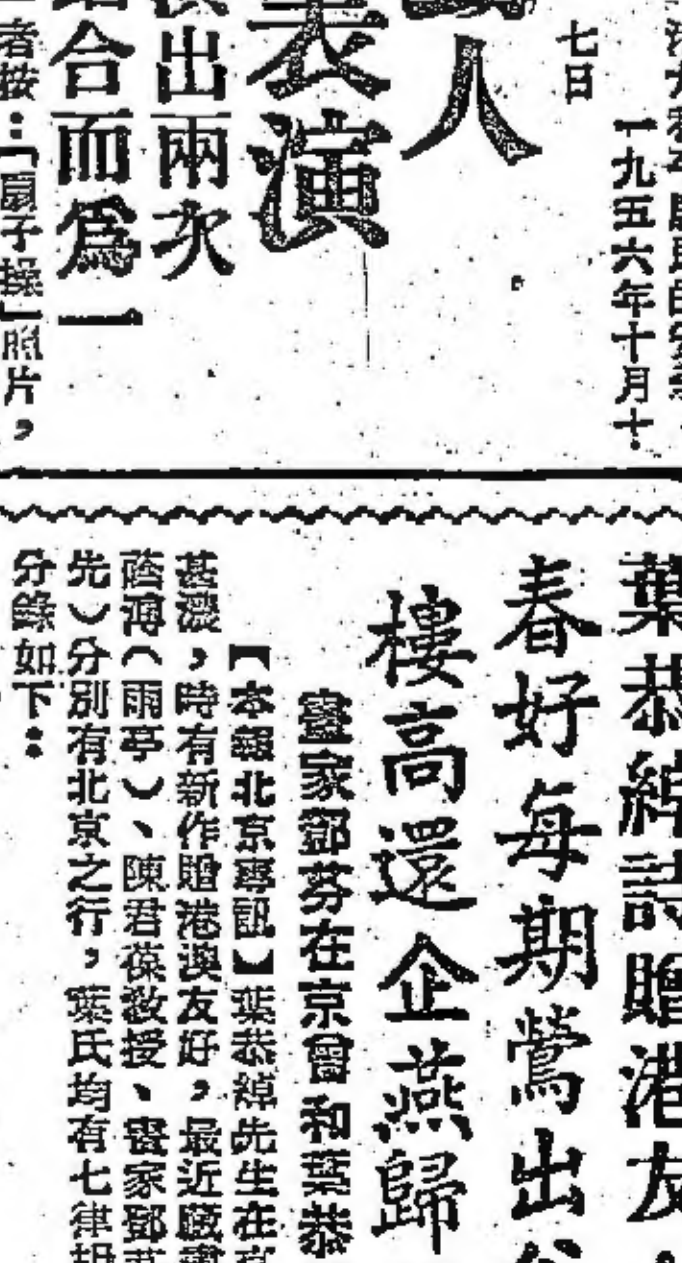 一九五六年十月十
七日
人
表演
出兩次
合而爲一
者按：「扇子操」照片，
葉恭綽詩贈港友
春好每期鶯出谷
樓高還企燕歸
畫家鄧芬在京曾和葉恭
【本報北京專訊】葉恭綽先生在京
甚濃，時有新作贈港澳友好，最近
蔭溥（雨亭）、陳君葆教授、畫家鄧
先）分別有北京之行，葉氏均有七律
分錄如下：